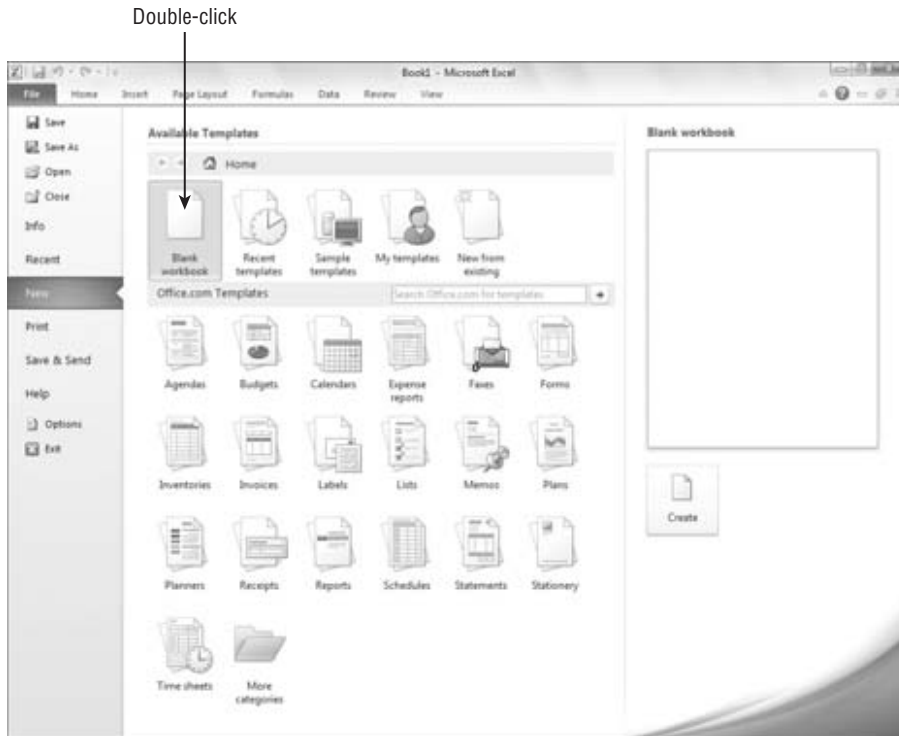 Double-click
Book1 - Microsoft Excel
File Home Insert Page Layout Formulas Data Review View
Save
Save As
Open
Close
Info
Recent
New
Print
Save & Send
Help
Options
Exit
Available Templates
Home
Blank workbook
Recent templates
Sample templates
My templates
New from existing
Office.com Templates
Search Office.com for templates
Agendas
Budgets
Calendars
Expense reports
Faxes
Forms
Inventories
Invoices
Labels
Lists
Memos
Plans
Planners
Receipts
Reports
Schedules
Statements
Stationery
Time sheets
More categories
Blank workbook
Create